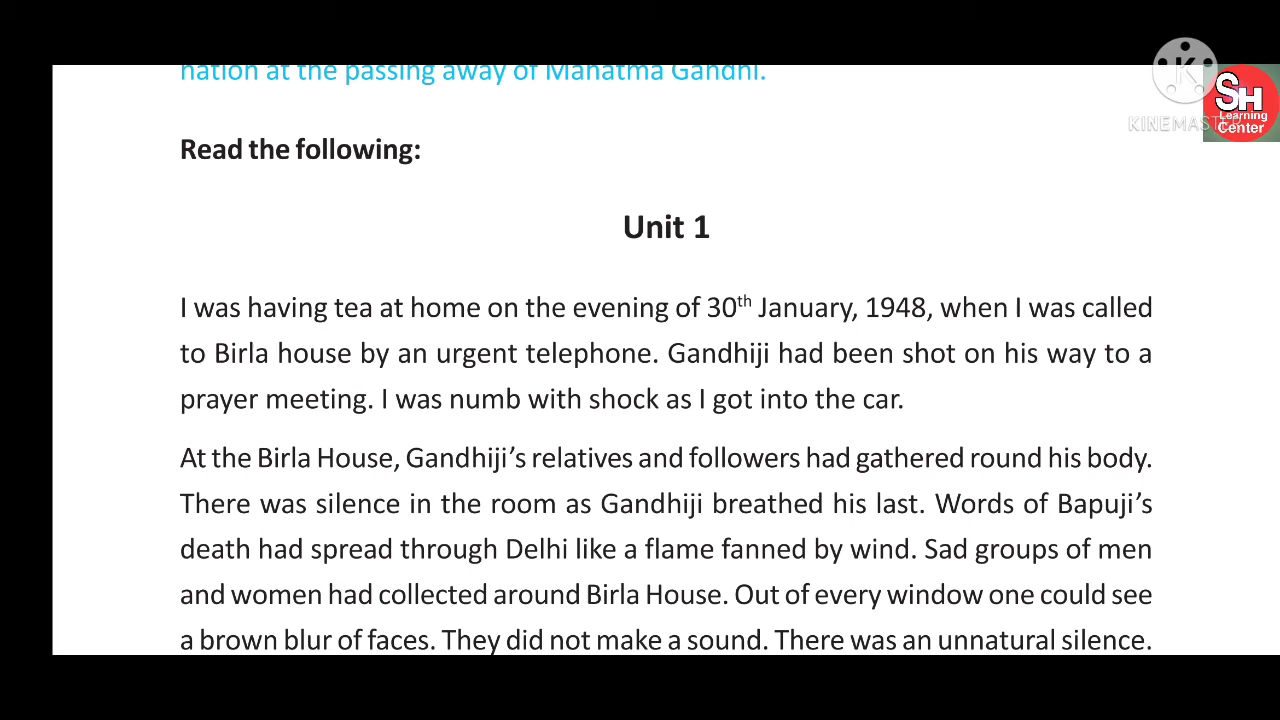 nation at the passing away of Mahatma Gandhi.
K
KINEMASTER
SH
Learning
Center
Read the following:
Unit 1
I was having tea at home on the evening of 30th January, 1948, when I was called
to Birla house by an urgent telephone. Gandhiji had been shot on his way to a
prayer meeting. I was numb with shock as I got into the car.
At the Birla House, Gandhiji’s relatives and followers had gathered round his body.
There was silence in the room as Gandhiji breathed his last. Words of Bapuji’s
death had spread through Delhi like a flame fanned by wind. Sad groups of men
and women had collected around Birla House. Out of every window one could see
a brown blur of faces. They did not make a sound. There was an unnatural silence.